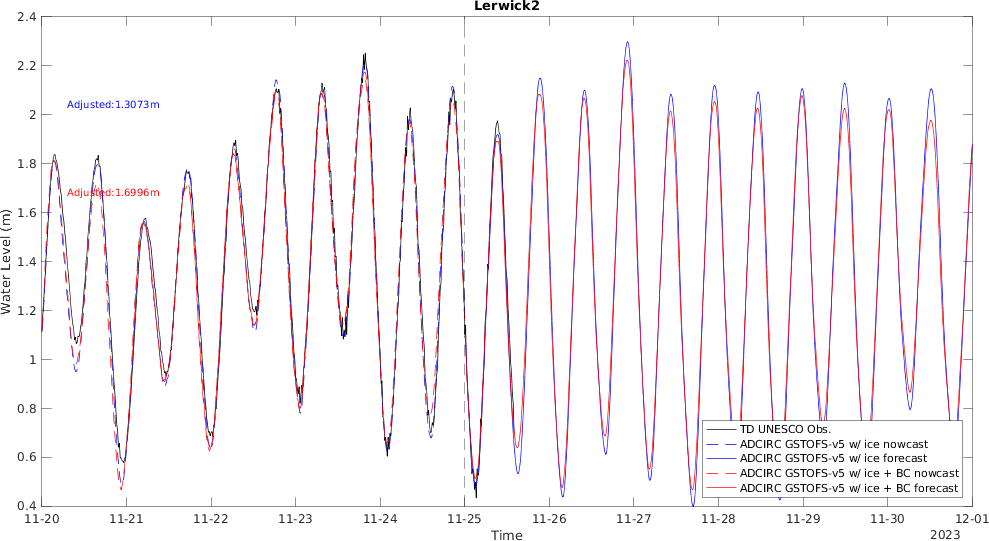 Lerwick2
2.4
2.2
2
1.8
1.6
1.4
1.2
1
0.8
0.6
0.4
Water Level (m)
Adjusted:1.3073m
Adjusted:1.6996m
TD UNESCO Obs.
ADCIRC GSTOFS-v5 w/ ice nowcast
ADCIRC GSTOFS-v5 w/ ice forecast
ADCIRC GSTOFS-v5 w/ ice + BC nowcast
ADCIRC GSTOFS-v5 w/ ice + BC forecast
11-20 11-21 11-22 11-23 11-24 11-25 11-26 11-27 11-28 11-29 11-30 12-01
Time
2023